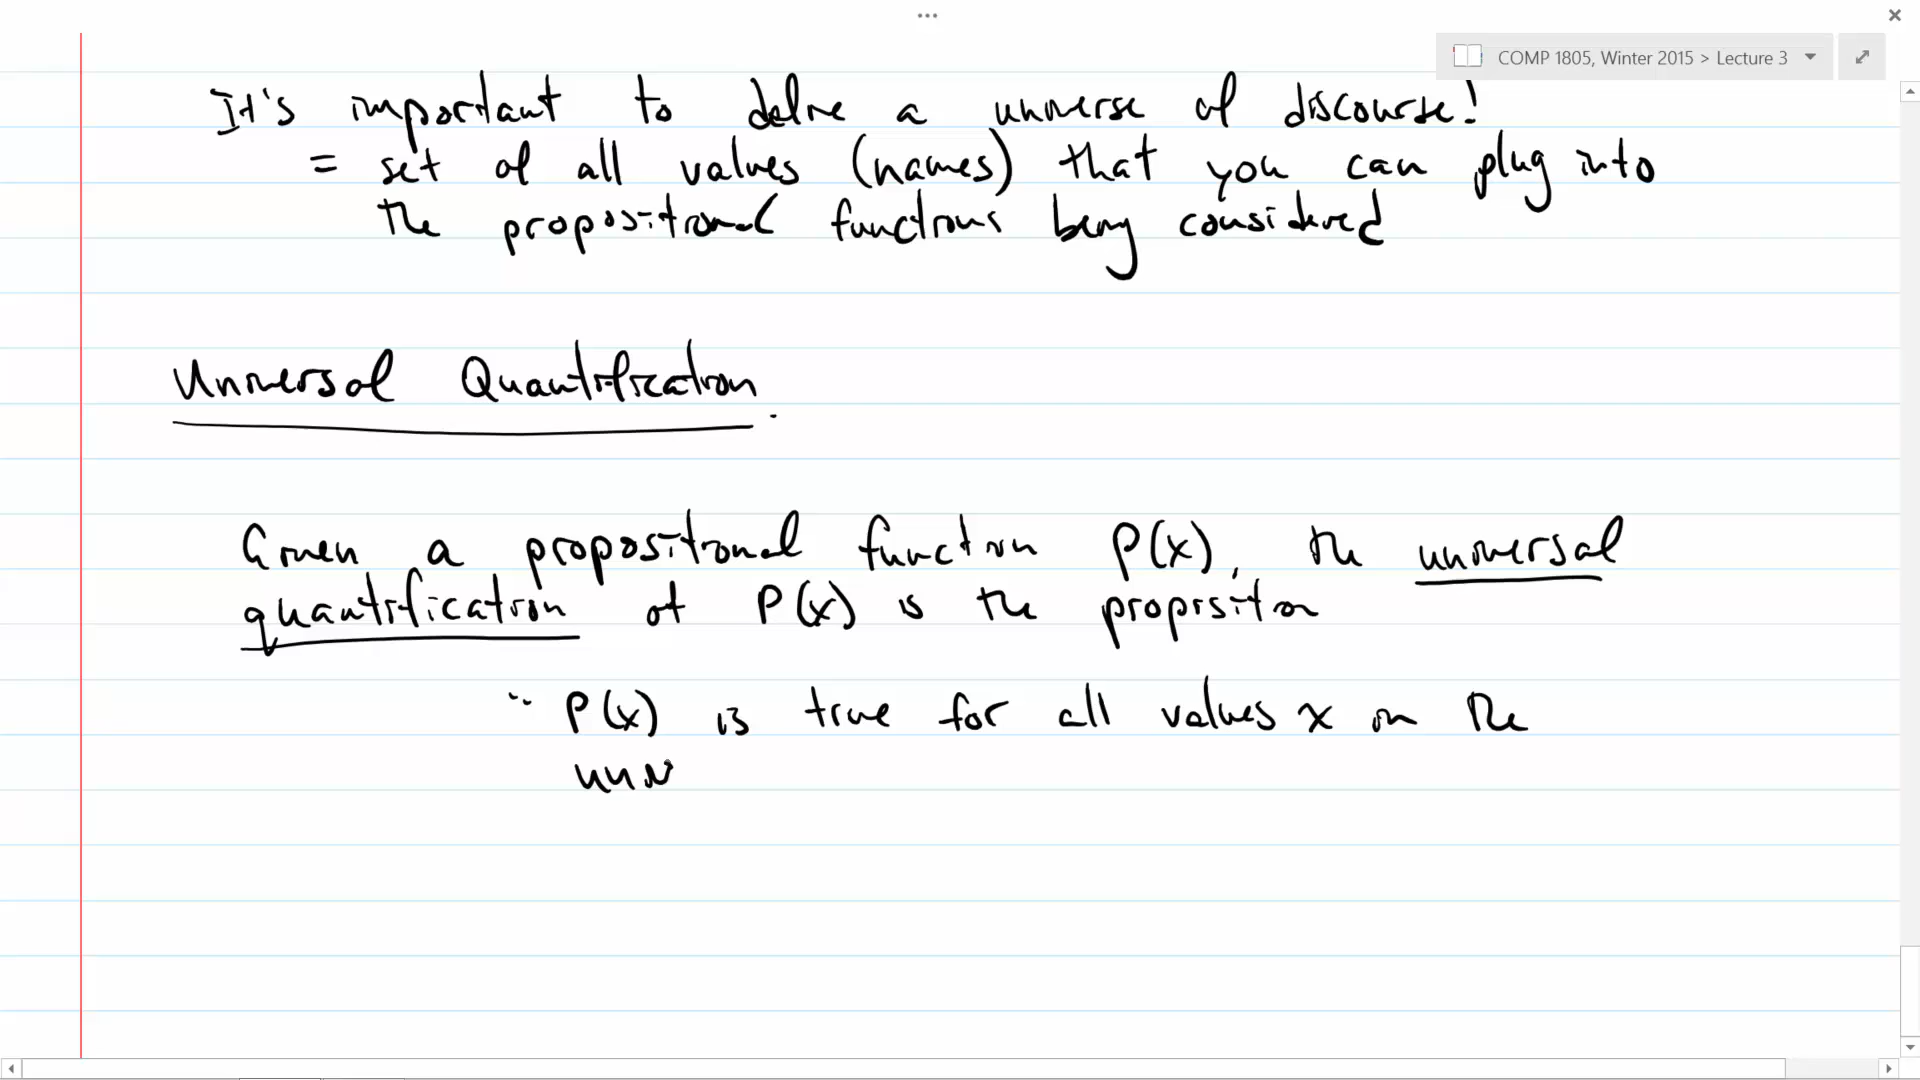 COMP 1805, Winter 2015 > Lecture 3
It's important to define a universe of discourse!
= set of all values (names) that you can plug into
the propositional functions being considered
Universal Quantification.
Given a propositional function P(x), the universal
quantification of P(x) is the proposition
" P(x) is true for all values x in the
univ